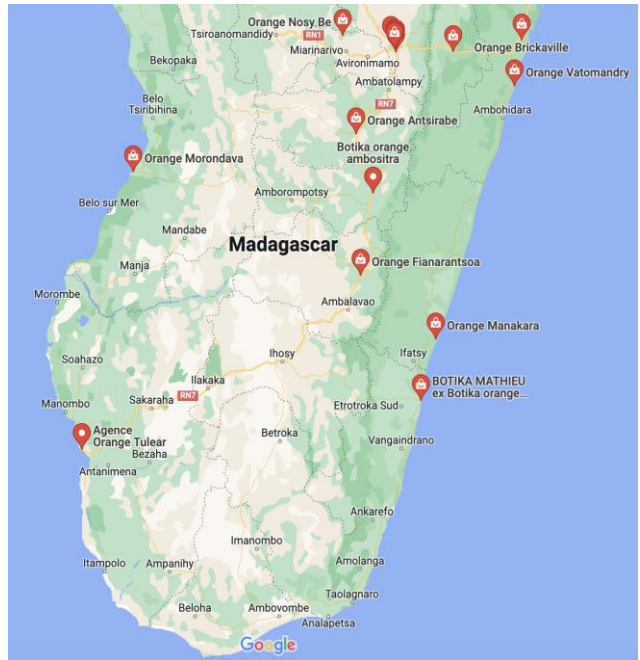 Orange Nosy Be
RN1
Tsiroanomandidy
Miarinarivo
Orange Brickaville
Avironimamo
Bekopaka
Orange Vatomandry
Ambatolampy
Belo
Tsiribihina
RN7
Ambohidara
Orange Antsirabe
Botika orange
ambositra
Orange Morondava
Amborompotsy
Belo sur Mer
Mandabe
Madagascar
Manja
Orange Fianarantsoa
Morombe
Ambalavao
Orange Manakara
Soahazo
Ihosy
Ifatsy
Ilakaka
BOTIKA MATHIEU
ex Botika orange...
Manombo
Sakaraha
RN7
Etrotroka Sud
Agence
Orange Tulear
Betroka
Vangaindrano
Bezaha
Antanimena
Ankarefo
Imanombo
Itampolo
Ampanihy
Amolanga
Taolagnaro
Beloha
Ambovombe
Analapetsa
Google